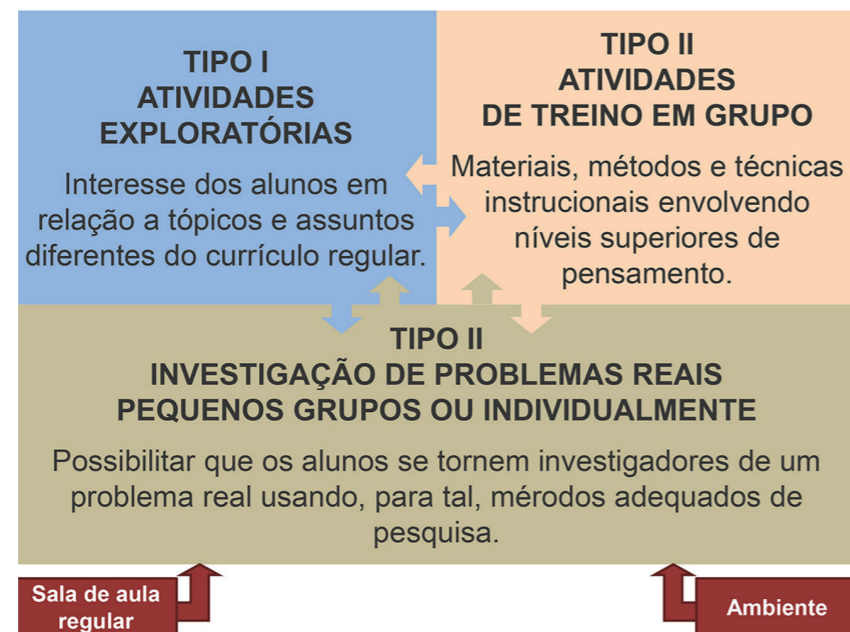 TIPO I
ATIVIDADES
EXPLORATÓRIAS
Interesse dos alunos em
relação a tópicos e assuntos
diferentes do currículo regular.
TIPO II
ATIVIDADES
DE TREINO EM GRUPO
Materiais, métodos e técnicas
instrucionais envolvendo
níveis superiores de
pensamento.
TIPO II
INVESTIGAÇÃO DE PROBLEMAS REAIS
PEQUENOS GRUPOS OU INDIVIDUALMENTE
Possibilitar que os alunos se tornem investigadores de um
problema real usando, para tal, mérodos adequados de
pesquisa.
Sala de aula
regular
Ambiente